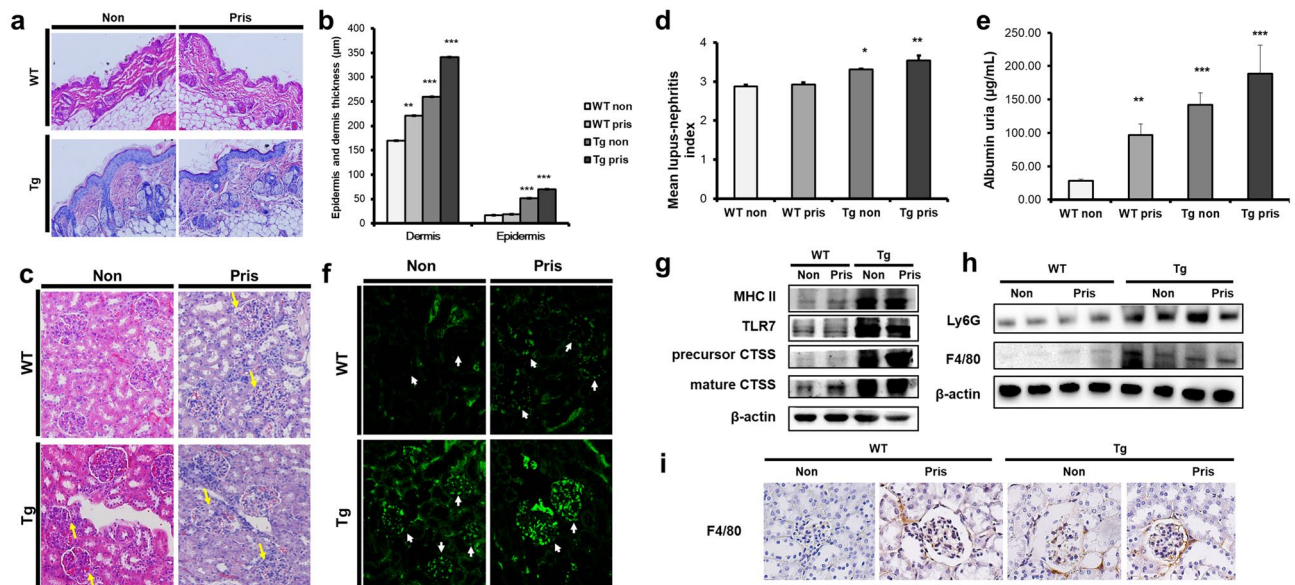 a
Non
Pris
WT
Tg
b
Epidermis and dermis thickness (μm)
400
350
300
250
200
150
100
50
0
**
***
***
***
***
Dermis
Epidermis
WT non
WT pris
Tg non
Tg pris
c
Non
Pris
WT
Tg
d
Mean lupus-nephritis
index
4
3
2
1
0
*
**
WT non
WT pris
Tg non
Tg pris
e
Albumin uria (μg/mL)
250.00
200.00
150.00
100.00
50.00
0.00
**
***
***
WT non
WT pris
Tg non
Tg pris
f
Non
Pris
WT
Tg
g
WT
Tg
Non
Pris
Non
Pris
MHC II
TLR7
precursor CTSS
mature CTSS
β-actin
h
WT
Tg
Non
Pris
Non
Pris
Ly6G
F4/80
β-actin
i
WT
Tg
Non
Pris
Non
Pris
F4/80